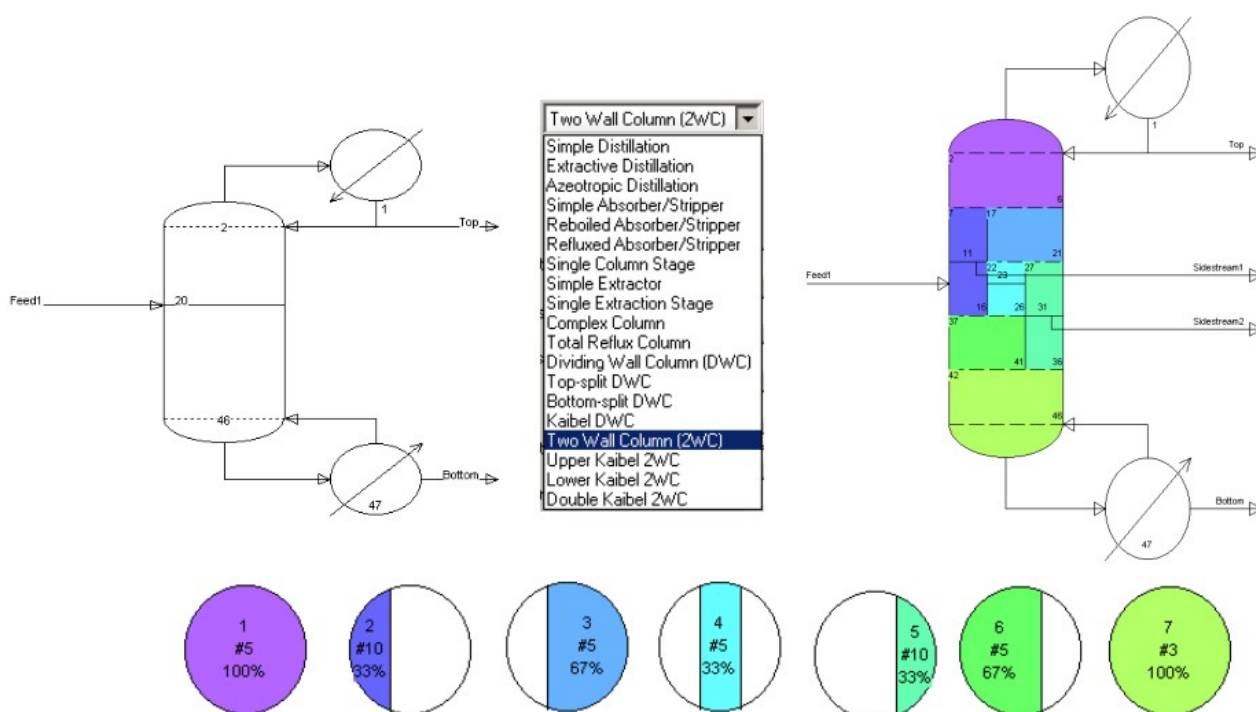 1
Top
2
Feed1
20
46
Bottom
47
Two Wall Column (2WC)
Simple Distillation
Extractive Distillation
Azeotropic Distillation
Simple Absorber/Stripper
Reboiled Absorber/Stripper
Refluxed Absorber/Stripper
Single Column Stage
Simple Extractor
Single Extraction Stage
Complex Column
Total Reflux Column
Dividing Wall Column (DWC)
Top-split DWC
Bottom-split DWC
Kaibel DWC
Two Wall Column (2WC)
Upper Kaibel 2WC
Lower Kaibel 2WC
Double Kaibel 2WC
1
Top
2
6
7 17
11 21
22 27
Sidestream1
23
Feed1
16 26 31
37
Sidestream2
41 36
42
46
Bottom
47
1
#5
100%
2
#10
33%
3
#5
67%
4
#5
33%
5
#10
33%
6
#5
67%
7
#3
100%